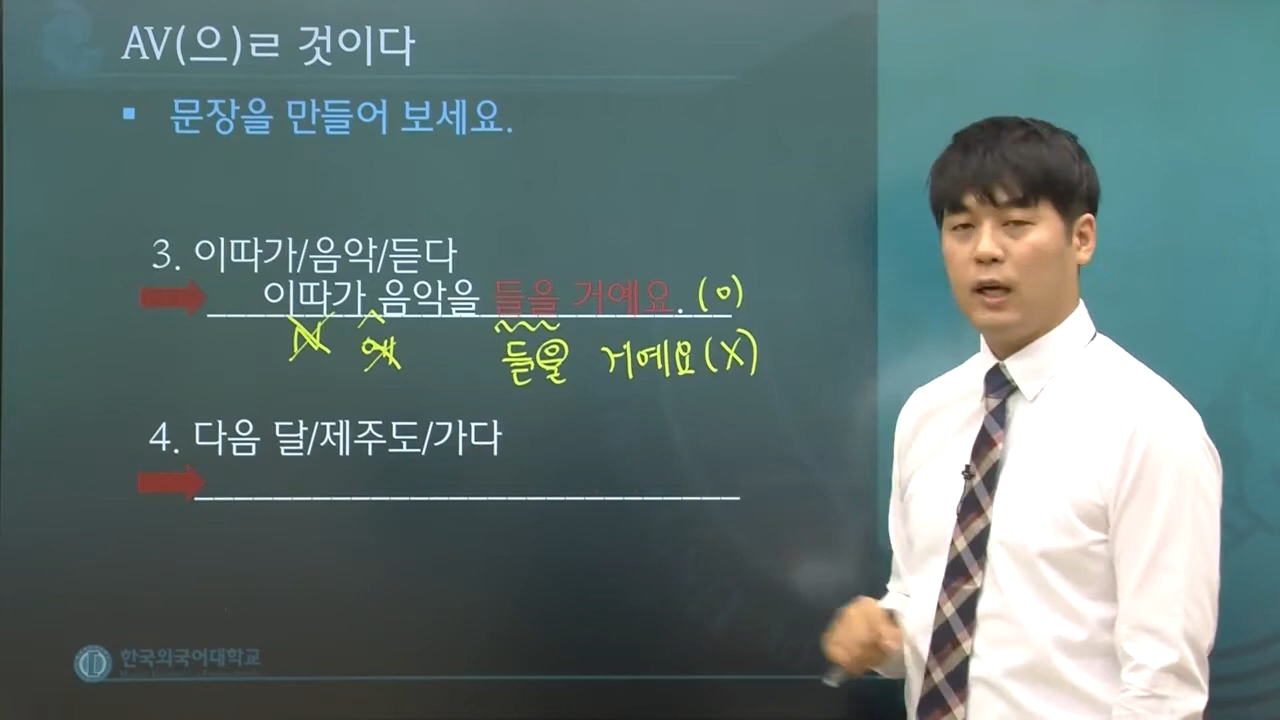 AV(으)ㄹ 것이다
▪ 문장을 만들어 보세요.
3. 이따가/음악/듣다
이따가 음악을 들을 거예요. (o)
N 에 들을 거예요 (X)
4. 다음 달/제주도/가다
한국외국어대학교